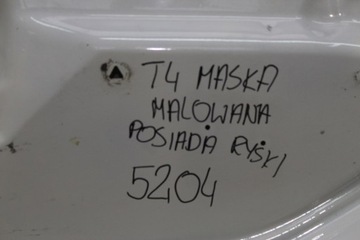 T4 MASKA
MALOWANA
POSIADA RYSKI
5204